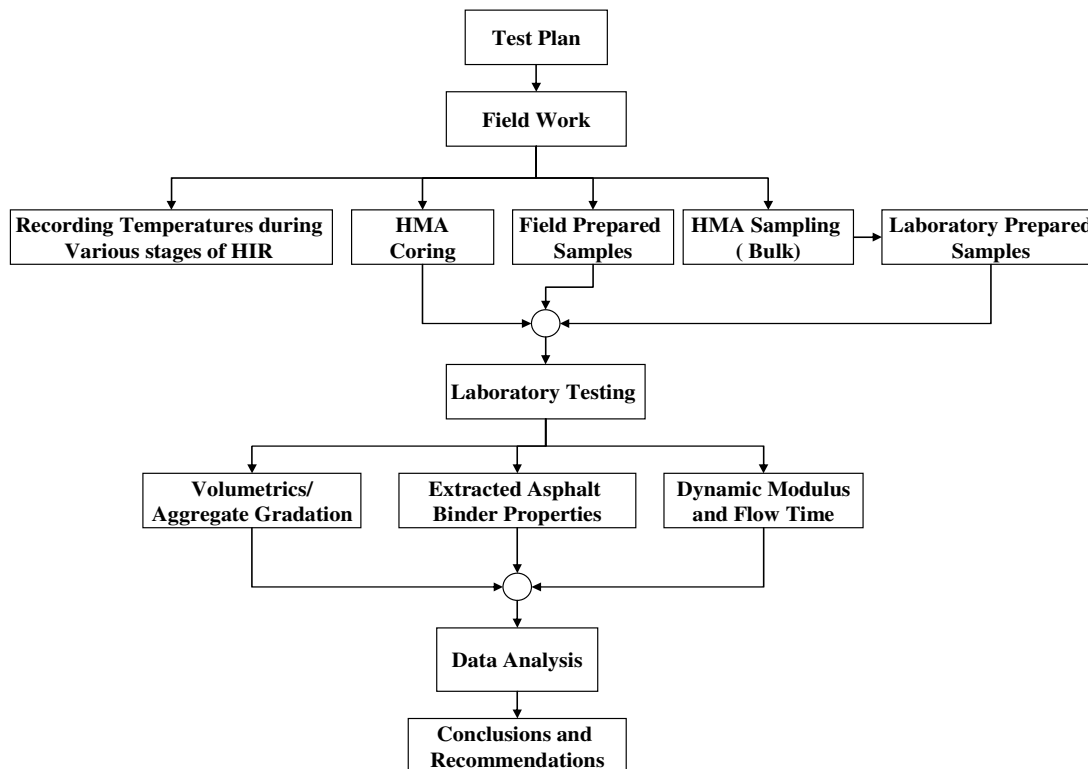 Test Plan
Field Work
Recording Temperatures during
Various stages of HIR
HMA
Coring
Field Prepared
Samples
HMA Sampling
( Bulk)
Laboratory Prepared
Samples
Laboratory Testing
Volumetrics/
Aggregate Gradation
Extracted Asphalt
Binder Properties
Dynamic Modulus
and Flow Time
Data Analysis
Conclusions and
Recommendations